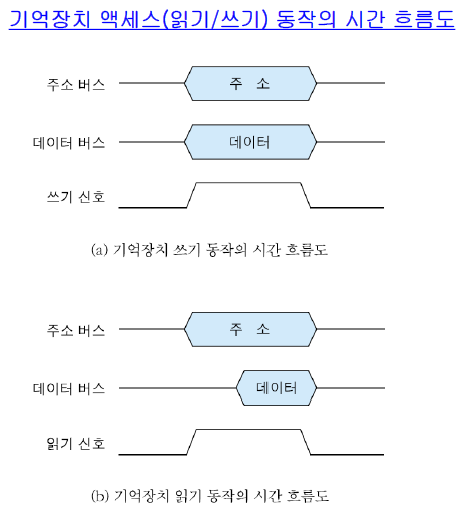 기억장치 액세스(읽기/쓰기) 동작의 시간 흐름도
주소 버스
주 소
데이터 버스
데이터
쓰기 신호
(a) 기억장치 쓰기 동작의 시간 흐름도
주소 버스
주 소
데이터 버스
데이터
읽기 신호
(b) 기억장치 읽기 동작의 시간 흐름도